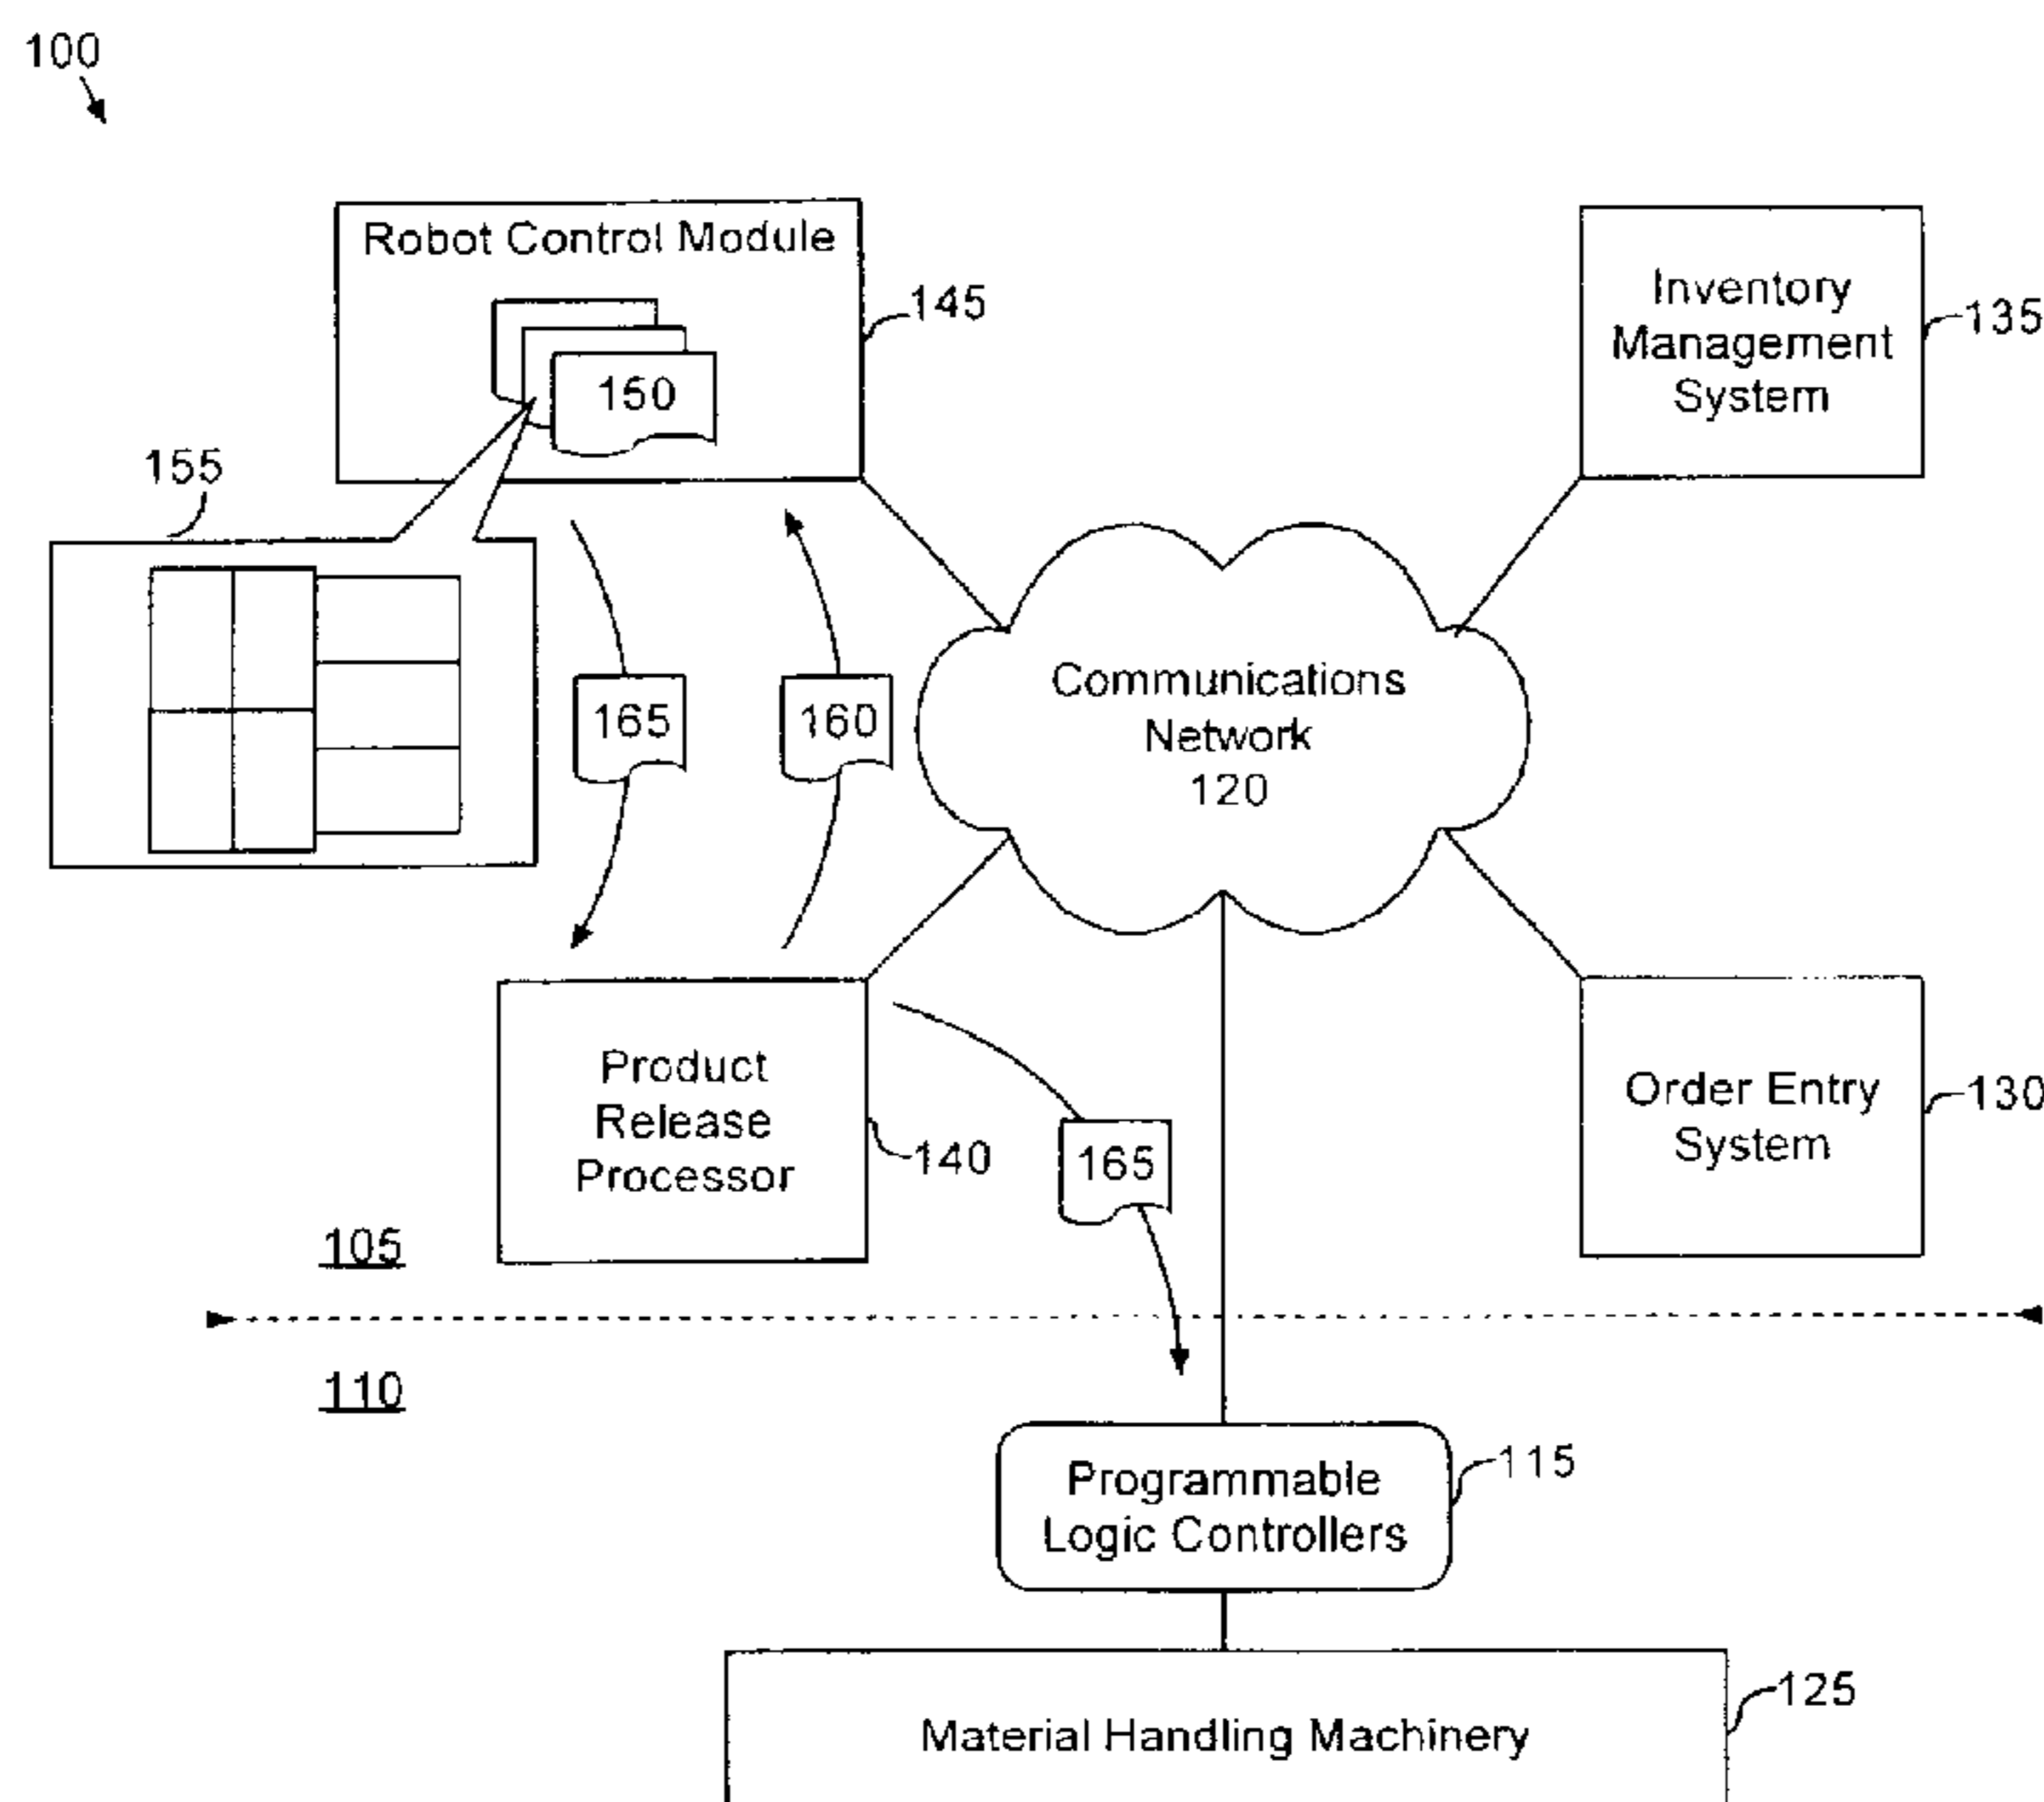 100
Robot Control Module
145
150
155
Inventory
Management
System
135
165
160
Communications
Network
120
Product
Release
Processor
140
165
Order Entry
System
130
105
110
Programmable
Logic Controllers
115
Material Handling Machinery
125